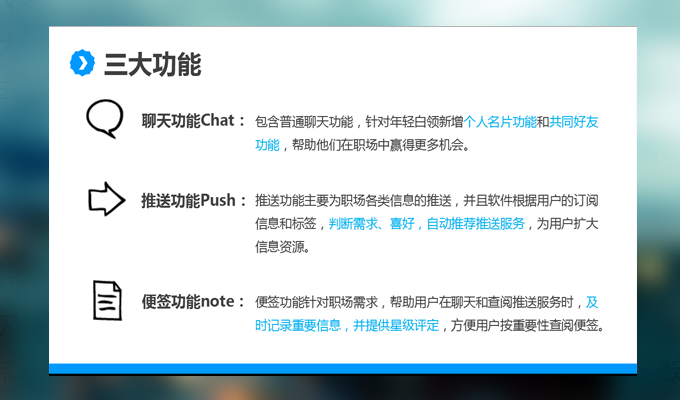 三大功能
聊天功能Chat： 包含普通聊天功能，针对年轻白领新增个人名片功能和共同好友
功能，帮助他们在职场中赢得更多机会。
推送功能Push： 推送功能主要为职场各类信息的推送，并且软件根据用户的订阅
信息和标签，判断需求、喜好，自动推荐推送服务，为用户扩大
信息资源。
便签功能note： 便签功能针对职场需求，帮助用户在聊天和查阅推送服务时，及
时记录重要信息，并提供星级评定，方便用户按重要性查阅便签。